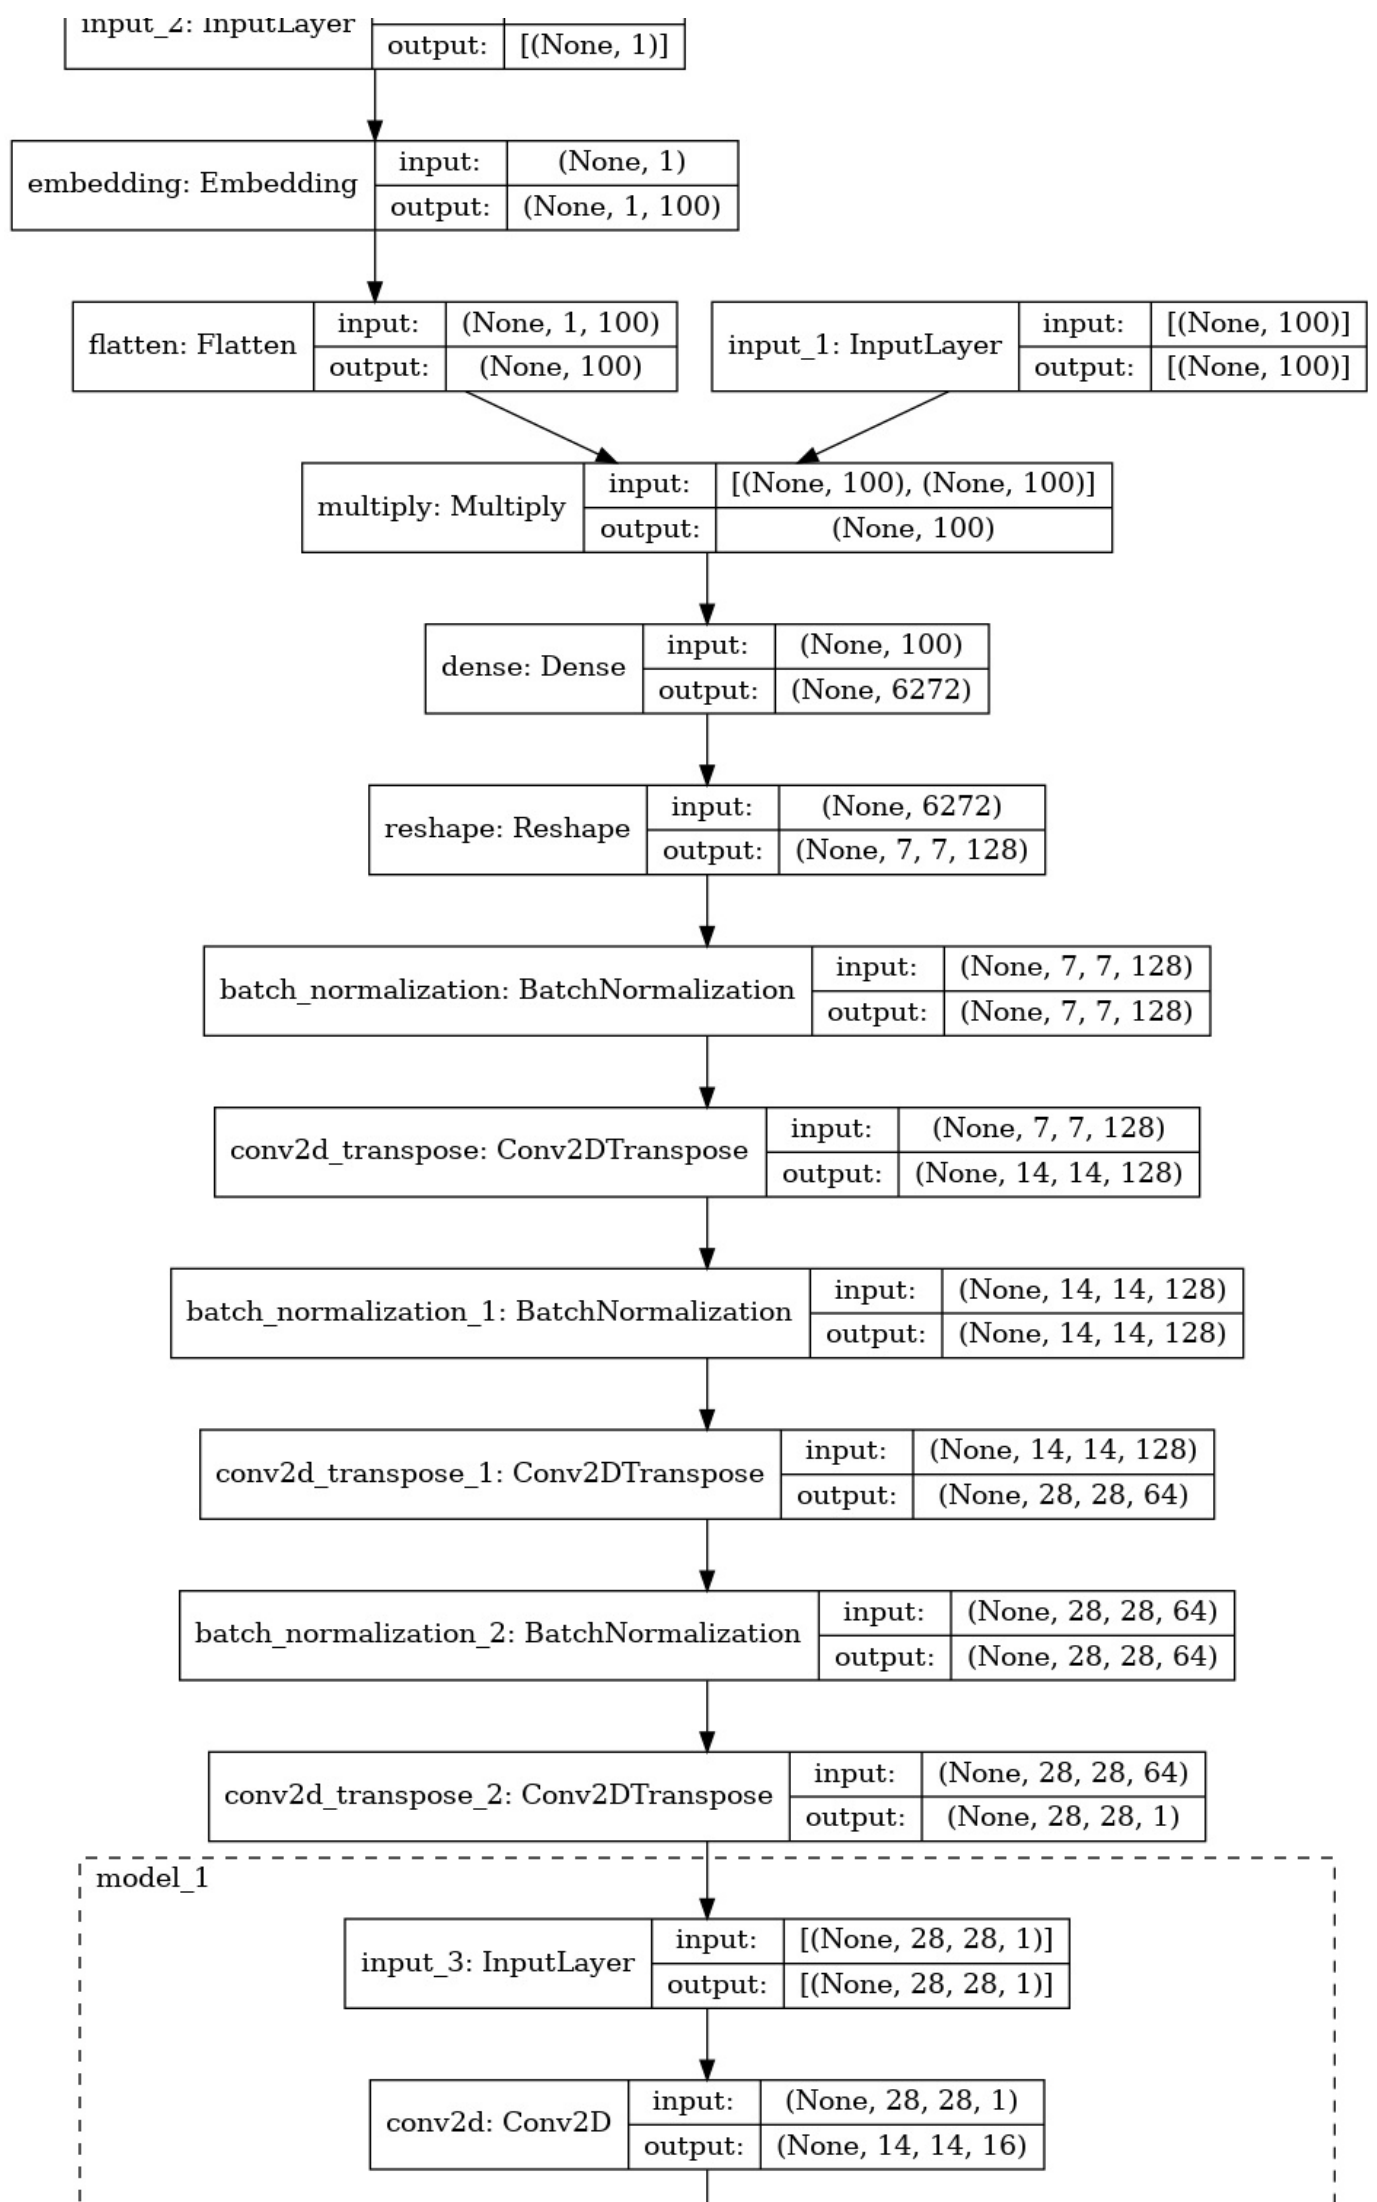 input_2: InputLayer
output: [(None, 1)]
embedding: Embedding
input: (None, 1)
output: (None, 1, 100)
flatten: Flatten
input: (None, 1, 100)
output: (None, 100)
input_1: InputLayer
input: [(None, 100)]
output: [(None, 100)]
multiply: Multiply
input: [(None, 100), (None, 100)]
output: (None, 100)
dense: Dense
input: (None, 100)
output: (None, 6272)
reshape: Reshape
input: (None, 6272)
output: (None, 7, 7, 128)
batch_normalization: BatchNormalization
input: (None, 7, 7, 128)
output: (None, 7, 7, 128)
conv2d_transpose: Conv2DTranspose
input: (None, 7, 7, 128)
output: (None, 14, 14, 128)
batch_normalization_1: BatchNormalization
input: (None, 14, 14, 128)
output: (None, 14, 14, 128)
conv2d_transpose_1: Conv2DTranspose
input: (None, 14, 14, 128)
output: (None, 28, 28, 64)
batch_normalization_2: BatchNormalization
input: (None, 28, 28, 64)
output: (None, 28, 28, 64)
conv2d_transpose_2: Conv2DTranspose
input: (None, 28, 28, 64)
output: (None, 28, 28, 1)
model_1
input_3: InputLayer
input: [(None, 28, 28, 1)]
output: [(None, 28, 28, 1)]
conv2d: Conv2D
input: (None, 28, 28, 1)
output: (None, 14, 14, 16)